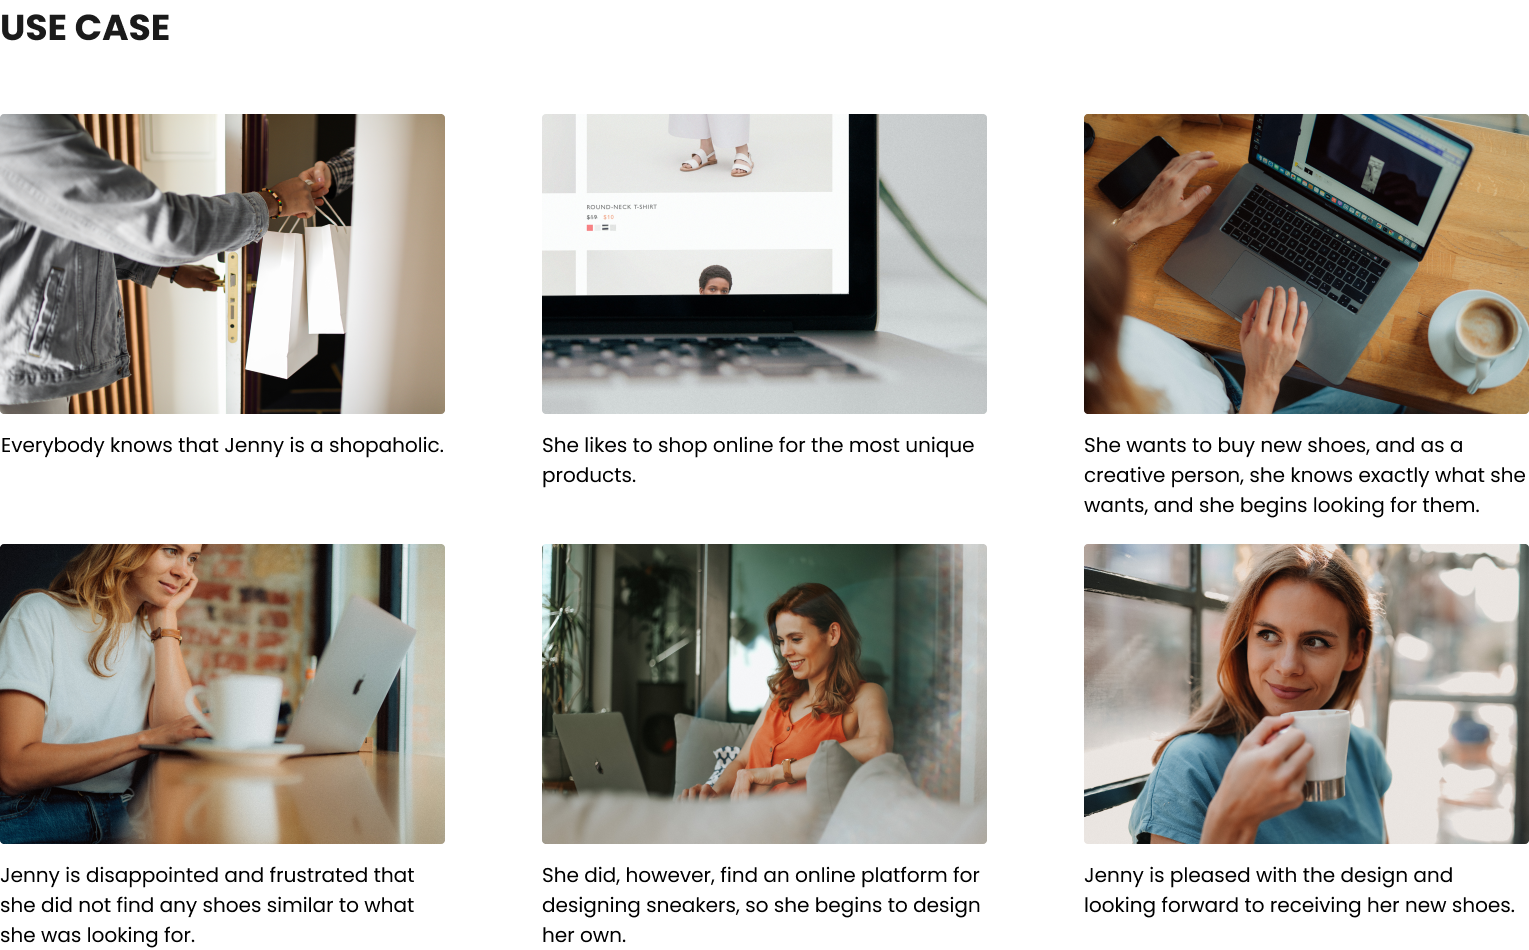 USE CASE
ROUND-NECK T-SHIRT
$19 $10
Everybody knows that Jenny is a shopaholic.
She likes to shop online for the most unique
products.
She wants to buy new shoes, and as a
creative person, she knows exactly what she
wants, and she begins looking for them.
Jenny is disappointed and frustrated that
she did not find any shoes similar to what
she was looking for.
She did, however, find an online platform for
designing sneakers, so she begins to design
her own.
Jenny is pleased with the design and
looking forward to receiving her new shoes.